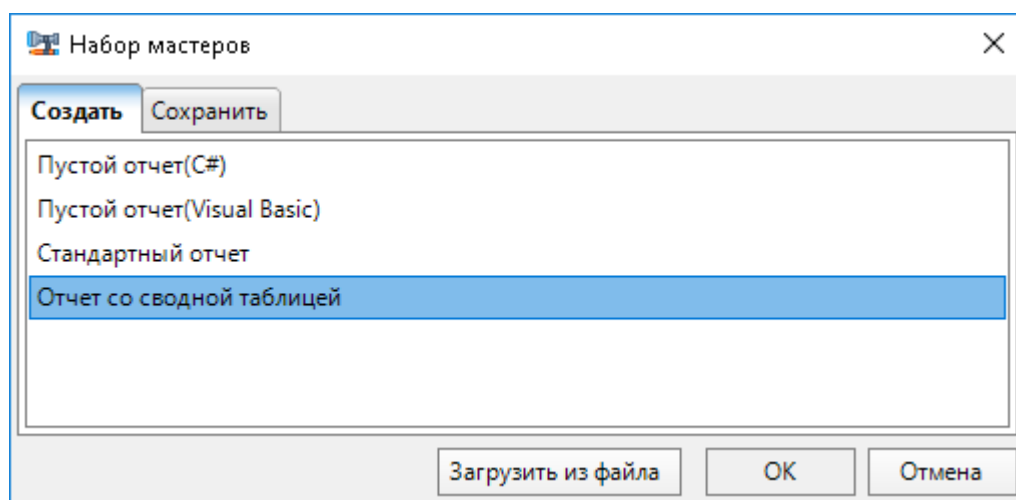 Набор мастеров
Создать Сохранить
Пустой отчет(C#)
Пустой отчет(Visual Basic)
Стандартный отчет
Отчет со сводной таблицей
Загрузить из файла OK Отмена